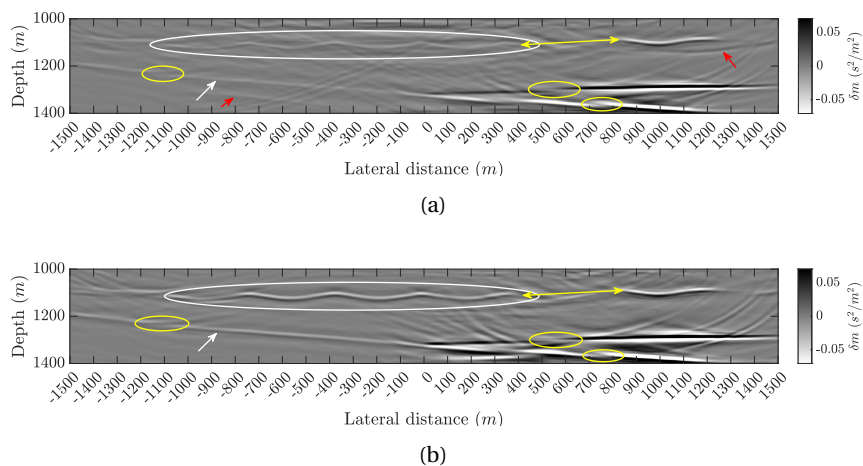 (a)
Depth (m)
1000
1200
1400
-1500 -1400 -1300 -1200 -1100 -1000 -900 -800 -700 -600 -500 -400 -300 -200 -100 0 100 200 300 400 500 600 700 800 900 1000 1100 1200 1300 1400 1500
Lateral distance (m)
0.05
0
-0.05
δm (s²/m²)
(a)
Depth (m)
1000
1200
1400
-1500 -1400 -1300 -1200 -1100 -1000 -900 -800 -700 -600 -500 -400 -300 -200 -100 0 100 200 300 400 500 600 700 800 900 1000 1100 1200 1300 1400 1500
Lateral distance (m)
0.05
0
-0.05
δm (s²/m²)
(b)